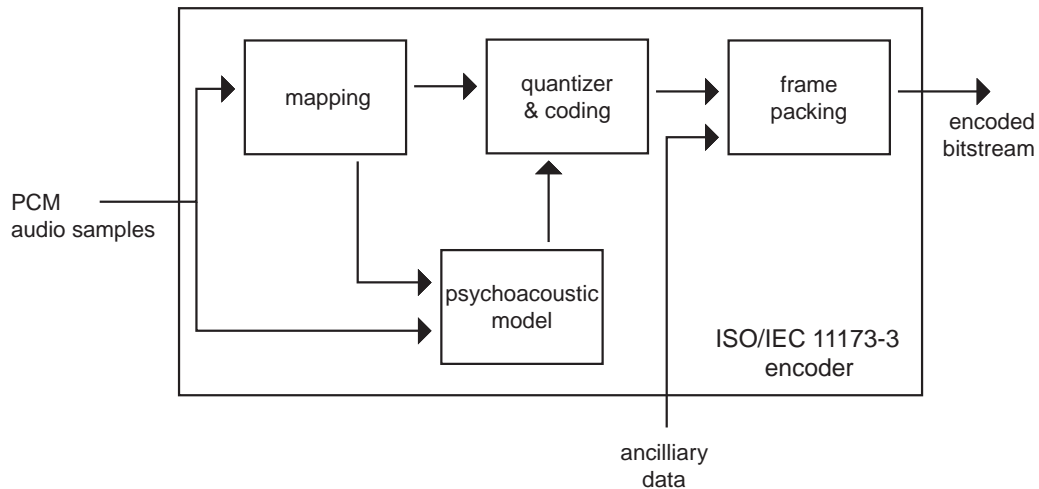 mapping
quantizer
& coding
frame
packing
encoded
bitstream
PCM
audio samples
psychoacoustic
model
ISO/IEC 11173-3
encoder
ancilliary
data